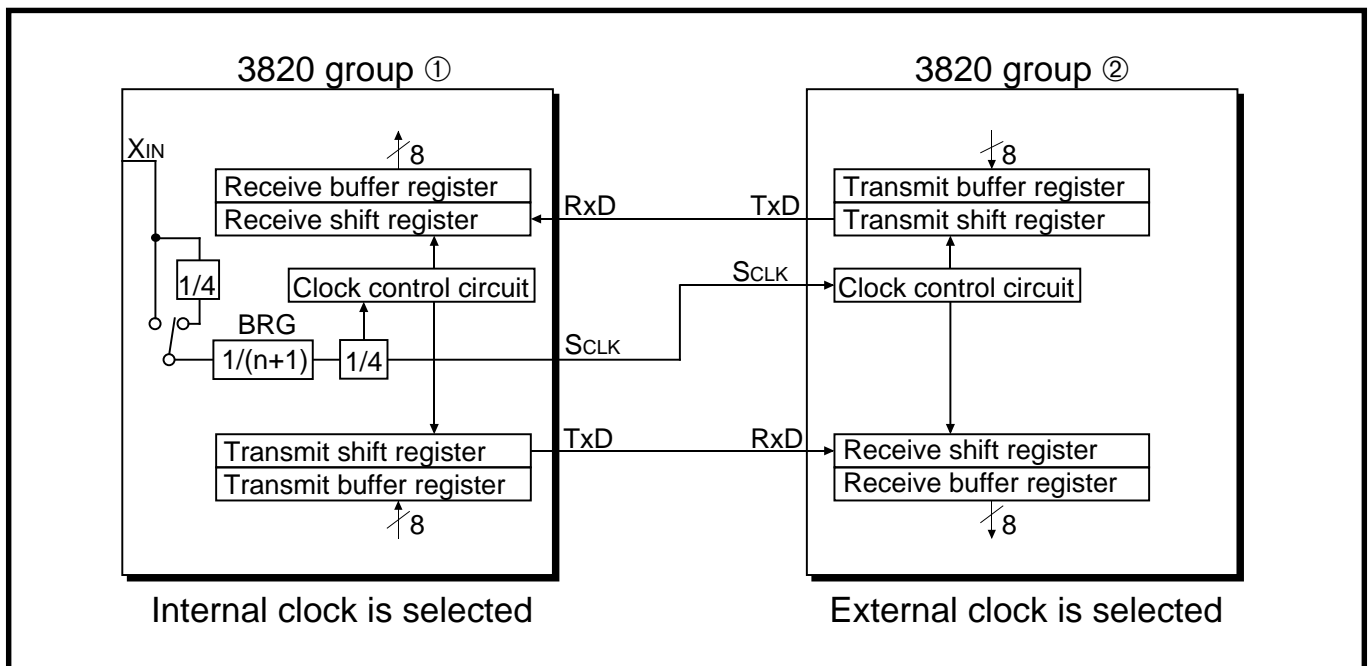 3820 group ①
3820 group ②
XIN
8
8
Receive buffer register
Transmit buffer register
Receive shift register
RxD
TxD
Transmit shift register
1/4
SCLK
Clock control circuit
Clock control circuit
BRG
1/(n+1)
1/4
SCLK
Transmit shift register
TxD
RxD
Receive shift register
Transmit buffer register
Receive buffer register
8
8
Internal clock is selected
External clock is selected